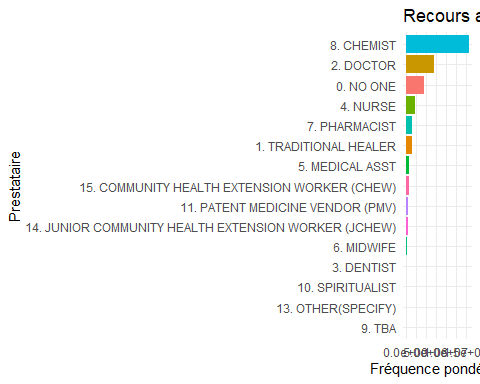 Recours a
8. CHEMIST
2. DOCTOR
0. NO ONE
4. NURSE
7. PHARMACIST
1. TRADITIONAL HEALER
5. MEDICAL ASST
15. COMMUNITY HEALTH EXTENSION WORKER (CHEW)
11. PATENT MEDICINE VENDOR (PMV)
14. JUNIOR COMMUNITY HEALTH EXTENSION WORKER (JCHEW)
6. MIDWIFE
3. DENTIST
10. SPIRITUALIST
13. OTHER(SPECIFY)
9. TBA
Prestataire
Fréquence pondé